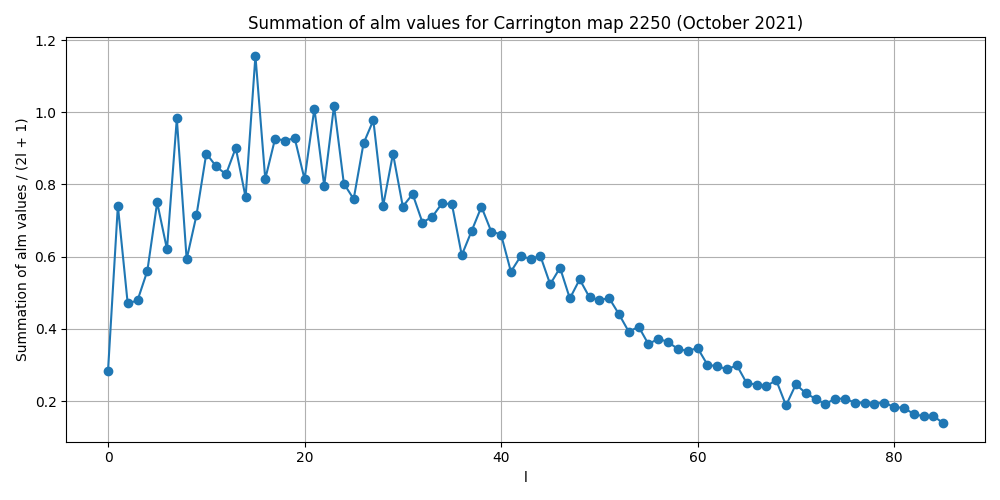 Summation of alm values for Carrington map 2250 (October 2021)
Summation of alm values / (2l + 1)
1.2
1.0
0.8
0.6
0.4
0.2
0 20 40 60 80
l